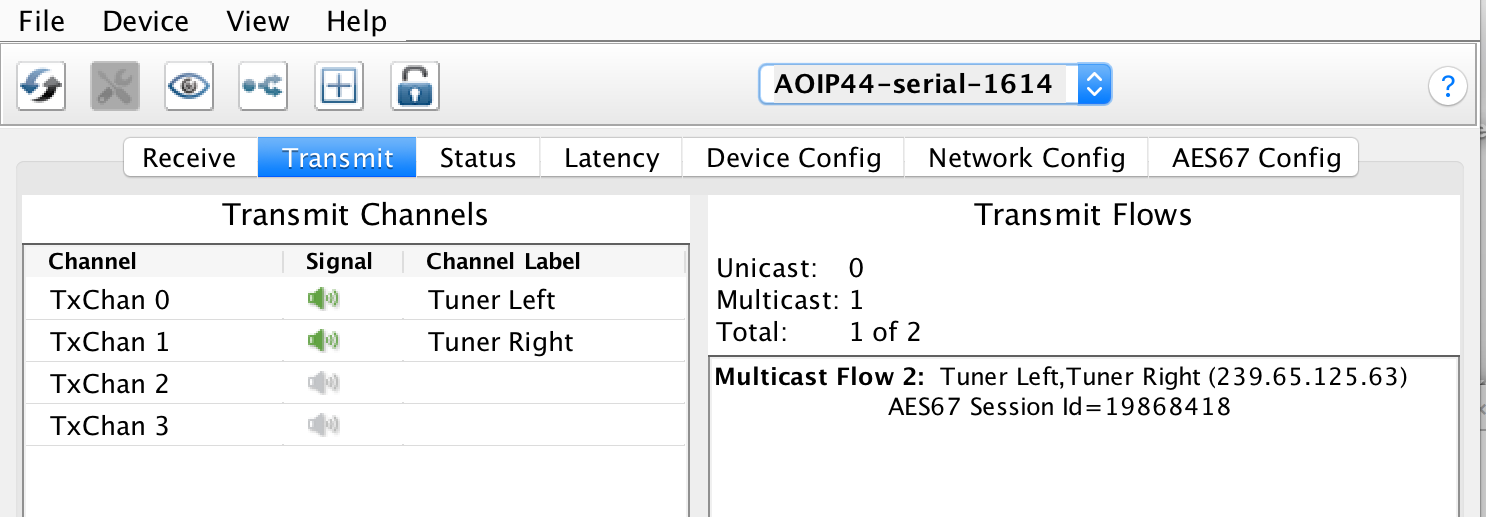 File Device View Help
AOIP44-serial-1614 ?
Receive Transmit Status Latency Device Config Network Config AES67 Config
Transmit Channels
Channel Signal Channel Label
TxChan 0 Tuner Left
TxChan 1 Tuner Right
TxChan 2
TxChan 3
Transmit Flows
Unicast: 0
Multicast: 1
Total: 1 of 2
Multicast Flow 2: Tuner Left,Tuner Right (239.65.125.63)
AES67 Session Id=19868418